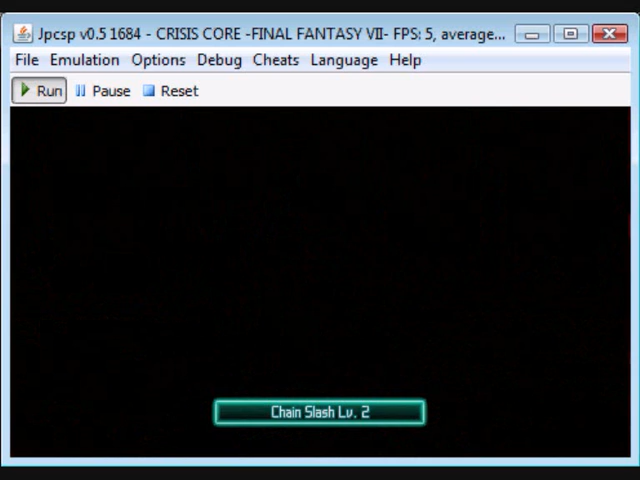 Jpcsp v0.5 1684 - CRISIS CORE -FINAL FANTASY VII- FPS: 5, average...
File Emulation Options Debug Cheats Language Help
Run Pause Reset
Chain Slash Lv. 2